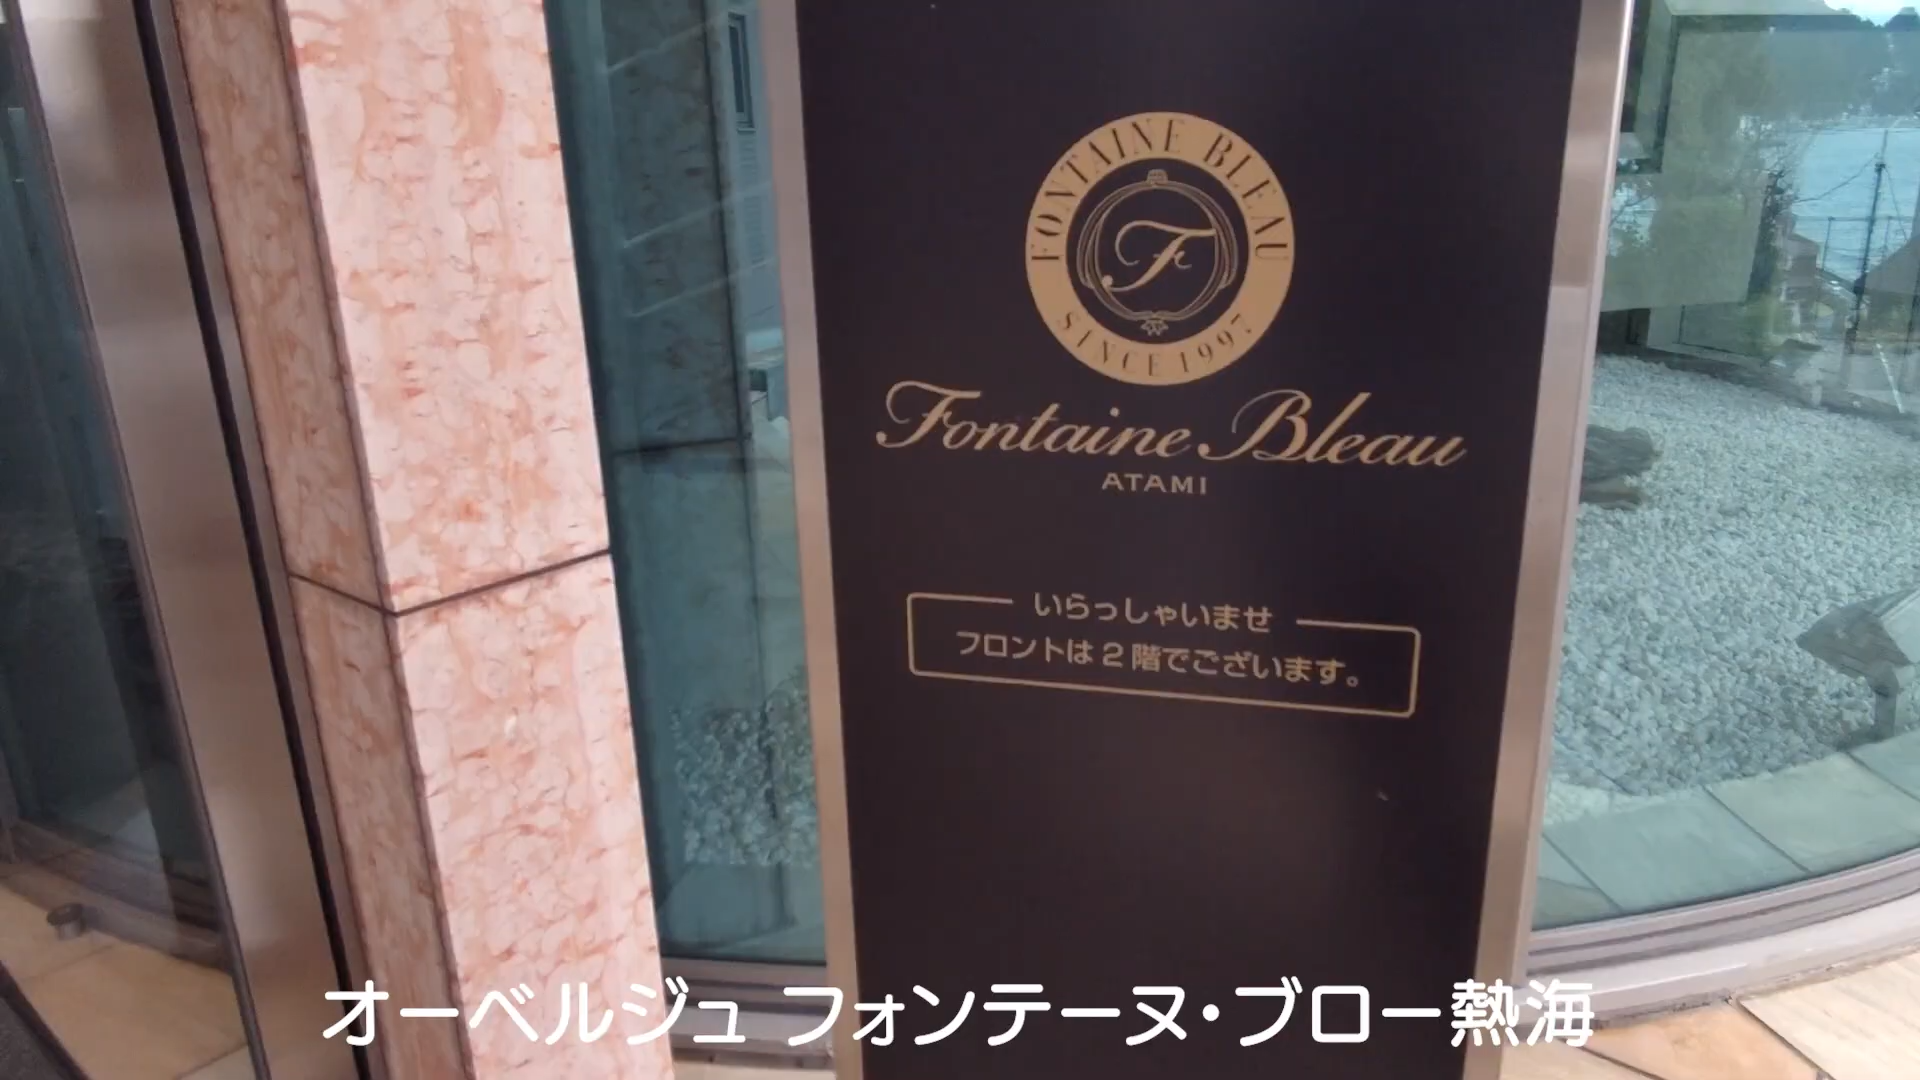 FONTAINE BLEAU
F
SINCE 1997
Fontaine Bleau
ATAMI
いらっしゃいませ
フロントは2階でございます。
オーベルジュ フォンテーヌ・ブロー熱海